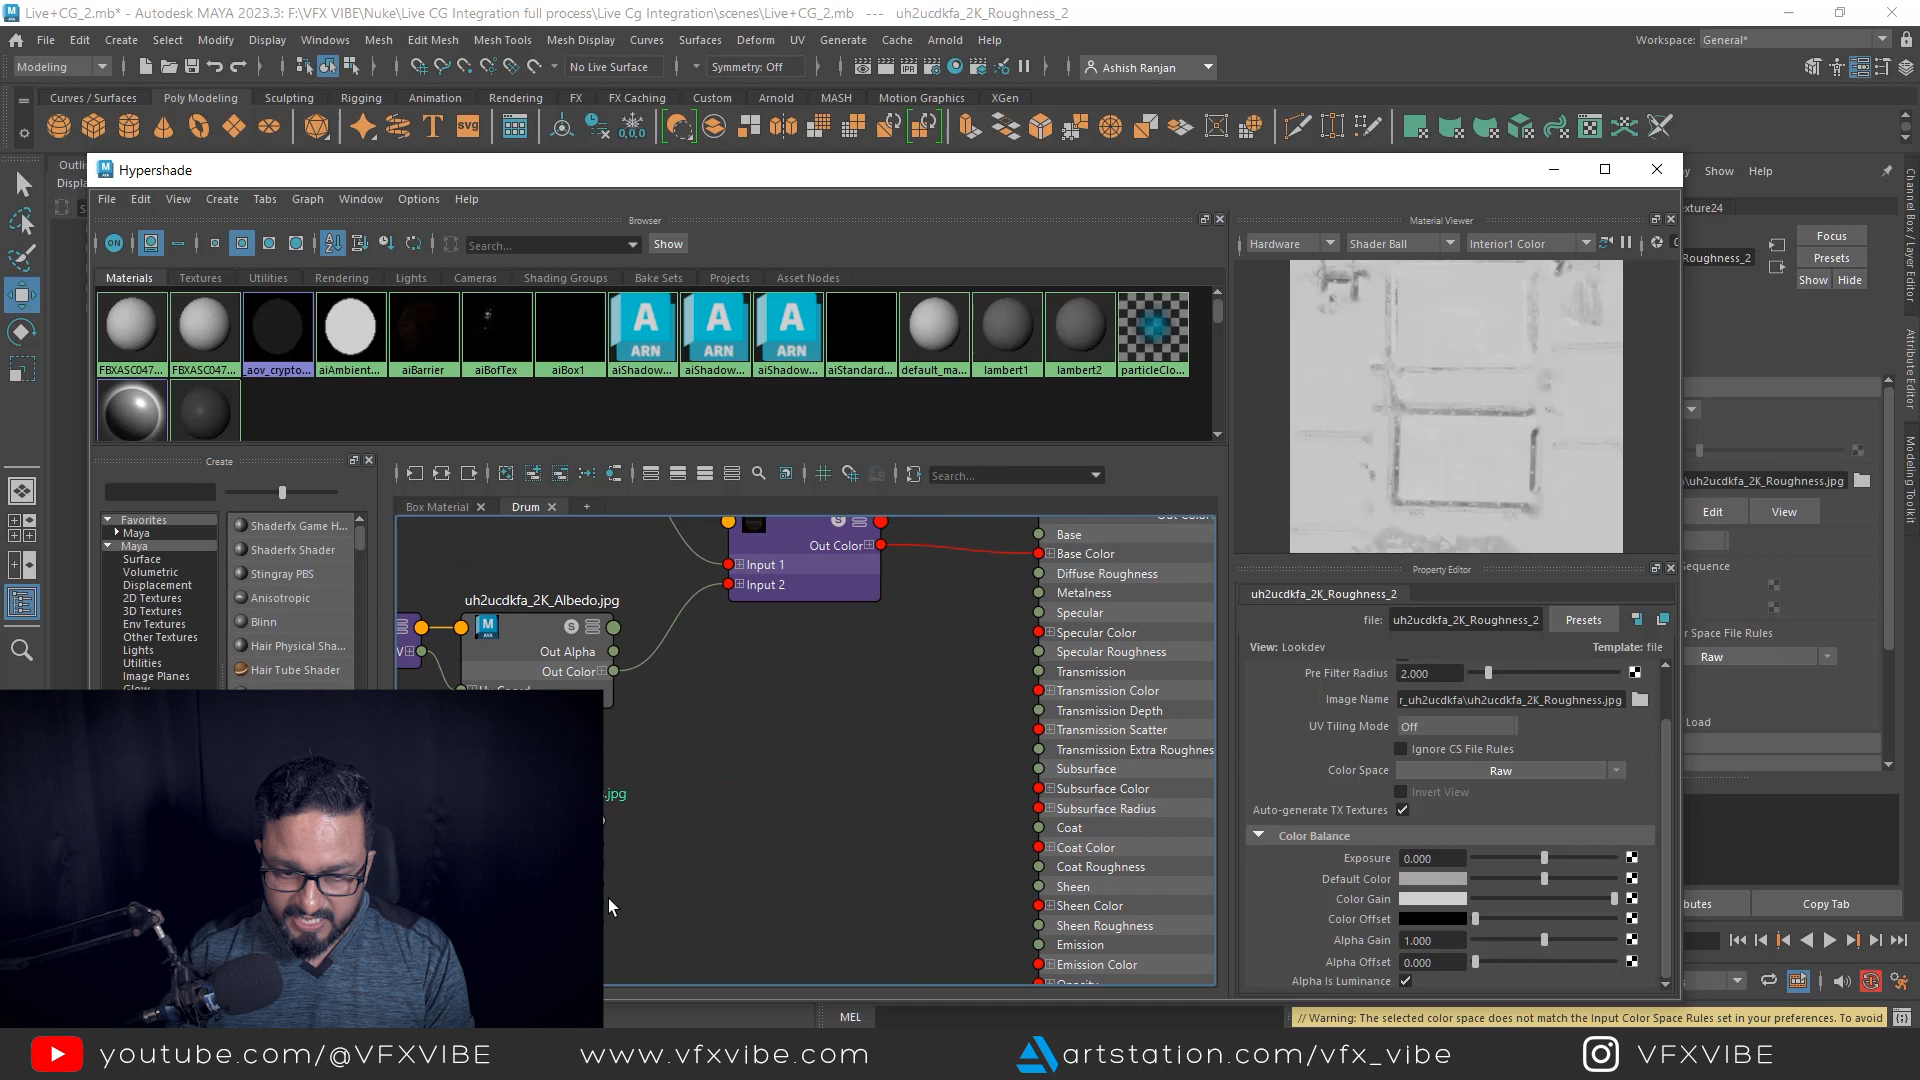 Live+CG_2.mb* - Autodesk MAYA 2023.3: F:\VFX VIBE\Nuke\Live CG Integration full process\Live Cg Integration\scenes\Live+CG_2.mb --- uh2ucdkfa_2K_Roughness_2
File Edit Create Select Modify Display Windows Mesh Edit Mesh Mesh Tools Mesh Display Curves Surfaces Deform UV Generate Cache Arnold Help
Workspace: General*
Modeling
No Live Surface
Symmetry: Off
Ashish Ranjan
Curves / Surfaces Poly Modeling Sculpting Rigging Animation Rendering FX FX Caching Custom Arnold MASH Motion Graphics XGen
Hypershade
File Edit View Create Tabs Graph Window Options Help
Browser
Search...
Show
Materials Textures Utilities Rendering Lights Cameras Shading Groups Bake Sets Projects Asset Nodes
FBXASC047... FBXASC047... _aov_crypto... aiAmbient... aiBarrier aiBofTex aiBox1 aiShadow... aiShadow... aiShadow... aiStandard... default_ma... lambert1 lambert2 particleClo...
Create
Favorites
Maya
Maya
Surface
Volumetric
Displacement
2D Textures
3D Textures
Env Textures
Other Textures
Lights
Utilities
Image Planes
Glow
Shaderfx Game H...
Shaderfx Shader
Stingray PBS
Anisotropic
Blinn
Hair Physical Sha...
Hair Tube Shader
Search...
Box Material
Drum
+
Out Color
Input 1
Input 2
uh2ucdkfa_2K_Albedo.jpg
Out Alpha
Out Color
.jpg
Base
Base Color
Diffuse Roughness
Metalness
Specular
Specular Color
Specular Roughness
Transmission
Transmission Color
Transmission Depth
Transmission Scatter
Transmission Extra Roughnes
Subsurface
Subsurface Color
Subsurface Radius
Coat
Coat Color
Coat Roughness
Sheen
Sheen Color
Sheen Roughness
Emission
Emission Color
Material Viewer
Hardware
Shader Ball
Interior1 Color
Property Editor
uh2ucdkfa_2K_Roughness_2
file: uh2ucdkfa_2K_Roughness_2 Presets
View: Lookdev Template: file
Pre Filter Radius 2.000
Image Name r_uh2ucdkfa\uh2ucdkfa_2K_Roughness.jpg
UV Tiling Mode Off
Ignore CS File Rules
Color Space Raw
Invert View
Auto-generate TX Textures
Color Balance
Exposure 0.000
Default Color
Color Gain
Color Offset
Alpha Gain 1.000
Alpha Offset 0.000
Alpha Is Luminance
Show Help
xture24
Roughness_2
Focus
Presets
Show Hide
\uh2ucdkfa_2K_Roughness.jpg
Edit View
Sequence
r Space File Rules
Raw
Load
butes
Copy Tab
Channel Box / Layer Editor
Attribute Editor
Modeling Toolkit
MEL
// Warning: The selected color space does not match the Input Color Space Rules set in your preferences. To avoid
youtube.com/@VFXVIBE
www.vfxvibe.com
artstation.com/vfx_vibe
VFXVIBE